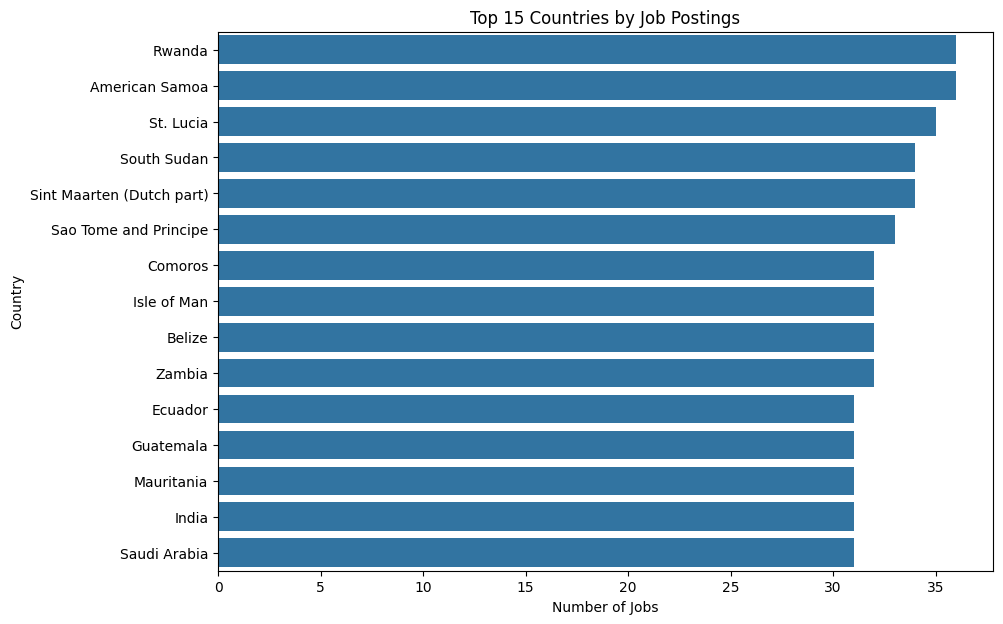 Top 15 Countries by Job Postings
Country
Rwanda
American Samoa
St. Lucia
South Sudan
Sint Maarten (Dutch part)
Sao Tome and Principe
Comoros
Isle of Man
Belize
Zambia
Ecuador
Guatemala
Mauritania
India
Saudi Arabia
0 5 10 15 20 25 30 35
Number of Jobs